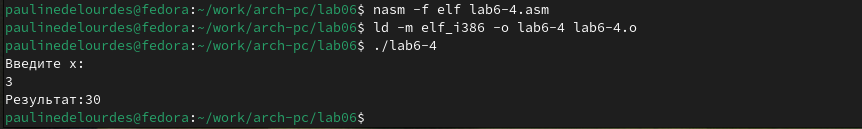 paulinedelourdes@fedora:~/work/arch-pc/lab06$ nasm -f elf lab6-4.asm
paulinedelourdes@fedora:~/work/arch-pc/lab06$ ld -m elf_i386 -o lab6-4 lab6-4.o
paulinedelourdes@fedora:~/work/arch-pc/lab06$ ./lab6-4
Введите x:
3
Результат:30
paulinedelourdes@fedora:~/work/arch-pc/lab06$